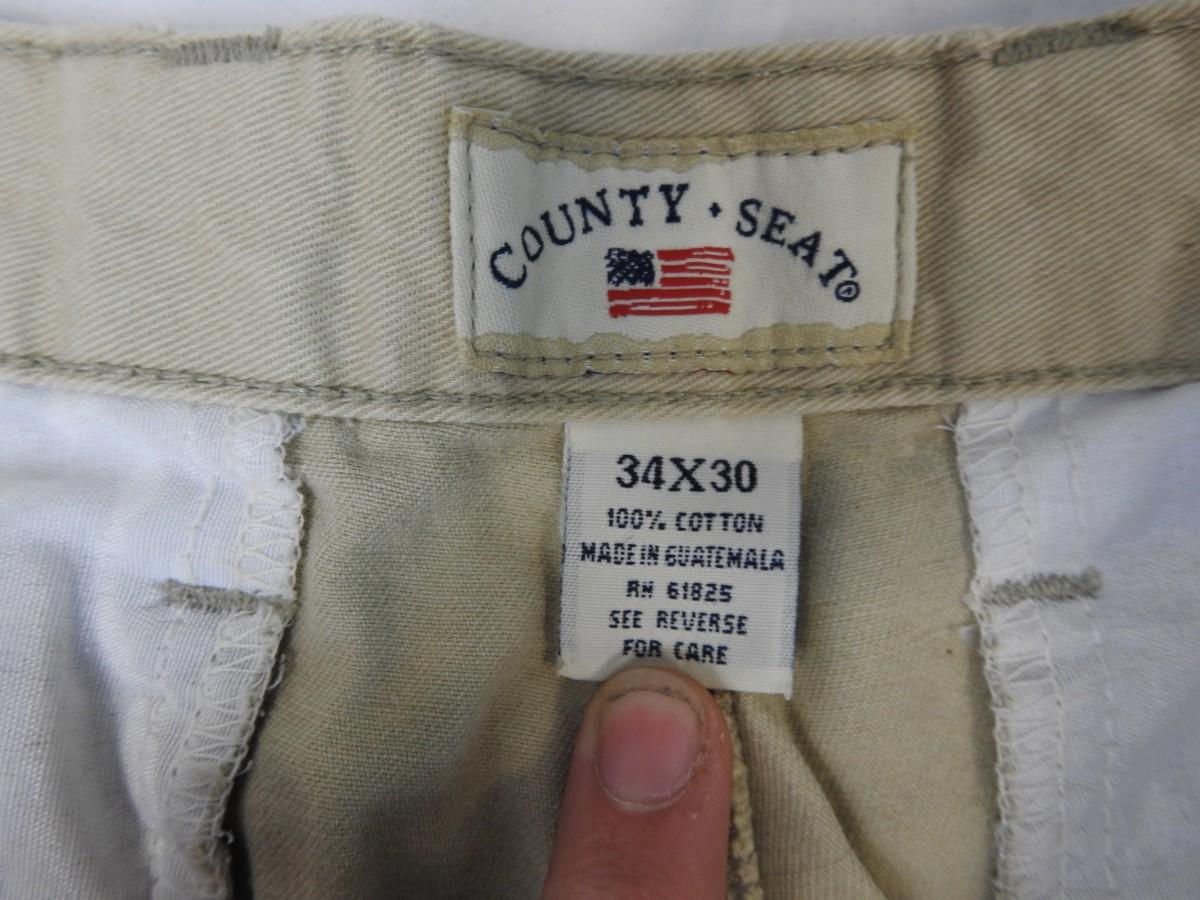 COUNTY • SEAT®
34X30
100% COTTON
MADE IN GUATEMALA
RN 61825
SEE REVERSE
FOR CARE